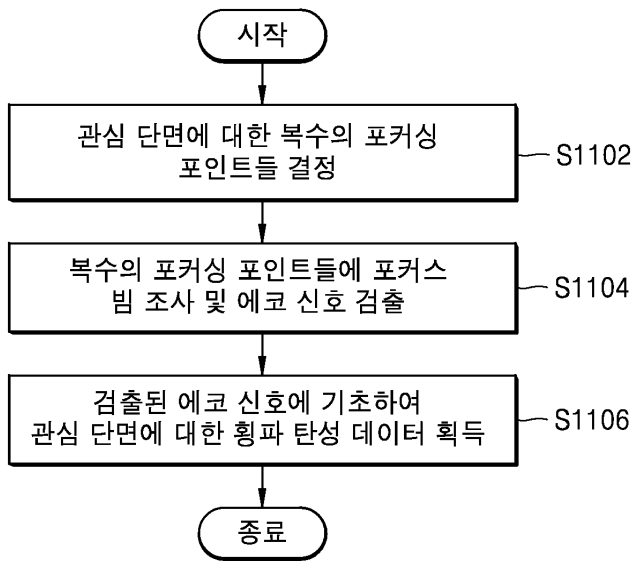 시작
관심 단면에 대한 복수의 포커싱
포인트들 결정
S1102
복수의 포커싱 포인트들에 포커스
빔 조사 및 에코 신호 검출
S1104
검출된 에코 신호에 기초하여
관심 단면에 대한 횡파 탄성 데이터 획득
S1106
종료